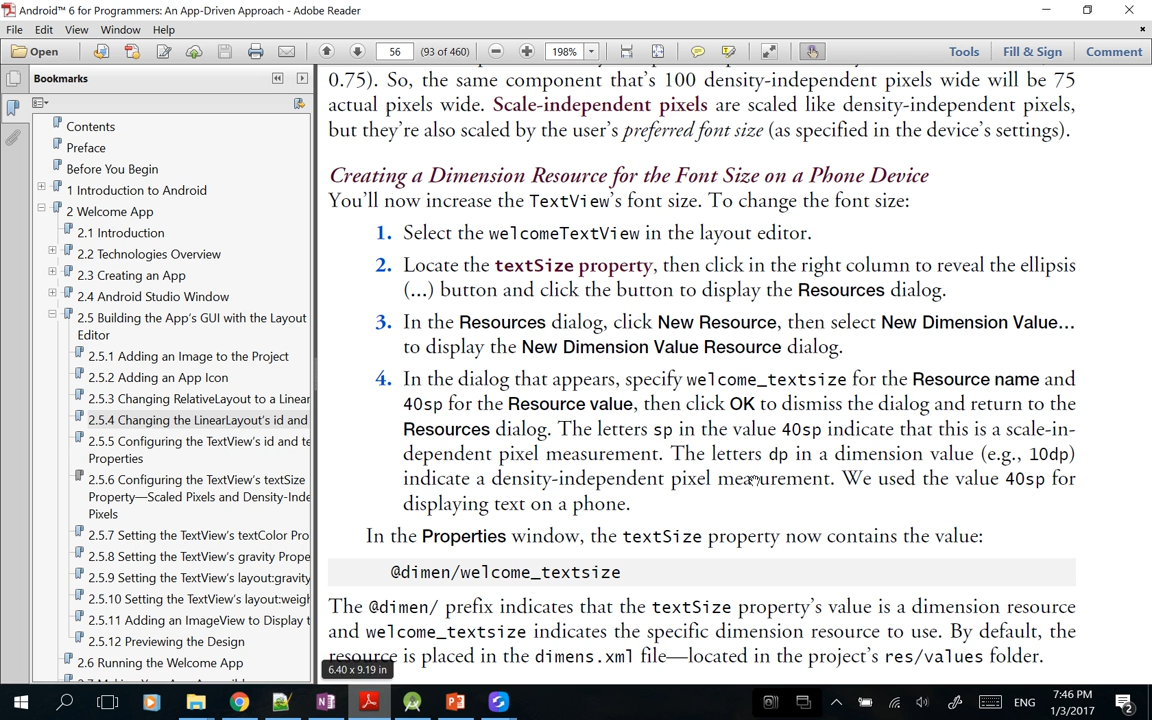 Android™ 6 for Programmers: An App-Driven Approach - Adobe Reader
File Edit View Window Help
Open 56 (93 of 460) 198% Tools Fill & Sign Comment
Bookmarks
Contents
Preface
Before You Begin
1 Introduction to Android
2 Welcome App
2.1 Introduction
2.2 Technologies Overview
2.3 Creating an App
2.4 Android Studio Window
2.5 Building the App's GUI with the Layout
Editor
2.5.1 Adding an Image to the Project
2.5.2 Adding an App Icon
2.5.3 Changing RelativeLayout to a Linear
2.5.4 Changing the LinearLayout's id and
2.5.5 Configuring the TextView's id and te
Properties
2.5.6 Configuring the TextView's textSize
Property—Scaled Pixels and Density-Inde
Pixels
2.5.7 Setting the TextView's textColor Pro
2.5.8 Setting the TextView's gravity Prope
2.5.9 Setting the TextView's layout:gravity
2.5.10 Setting the TextView's layout:weigh
2.5.11 Adding an ImageView to Display t
2.5.12 Previewing the Design
2.6 Running the Welcome App
0.75). So, the same component that's 100 density-independent pixels wide will be 75
actual pixels wide. Scale-independent pixels are scaled like density-independent pixels,
but they're also scaled by the user's preferred font size (as specified in the device's settings).
Creating a Dimension Resource for the Font Size on a Phone Device
You'll now increase the TextView's font size. To change the font size:
1. Select the welcomeTextView in the layout editor.
2. Locate the textSize property, then click in the right column to reveal the ellipsis
(...) button and click the button to display the Resources dialog.
3. In the Resources dialog, click New Resource, then select New Dimension Value...
to display the New Dimension Value Resource dialog.
4. In the dialog that appears, specify welcome_textsize for the Resource name and
40sp for the Resource value, then click OK to dismiss the dialog and return to the
Resources dialog. The letters sp in the value 40sp indicate that this is a scale-in-
dependent pixel measurement. The letters dp in a dimension value (e.g., 10dp)
indicate a density-independent pixel measurement. We used the value 40sp for
displaying text on a phone.
In the Properties window, the textSize property now contains the value:
@dimen/welcome_textsize
The @dimen/ prefix indicates that the textSize property's value is a dimension resource
and welcome_textsize indicates the specific dimension resource to use. By default, the
resource is placed in the dimens.xml file—located in the project's res/values folder.
6.40 x 9.19 in
ENG
7:46 PM
1/3/2017
2